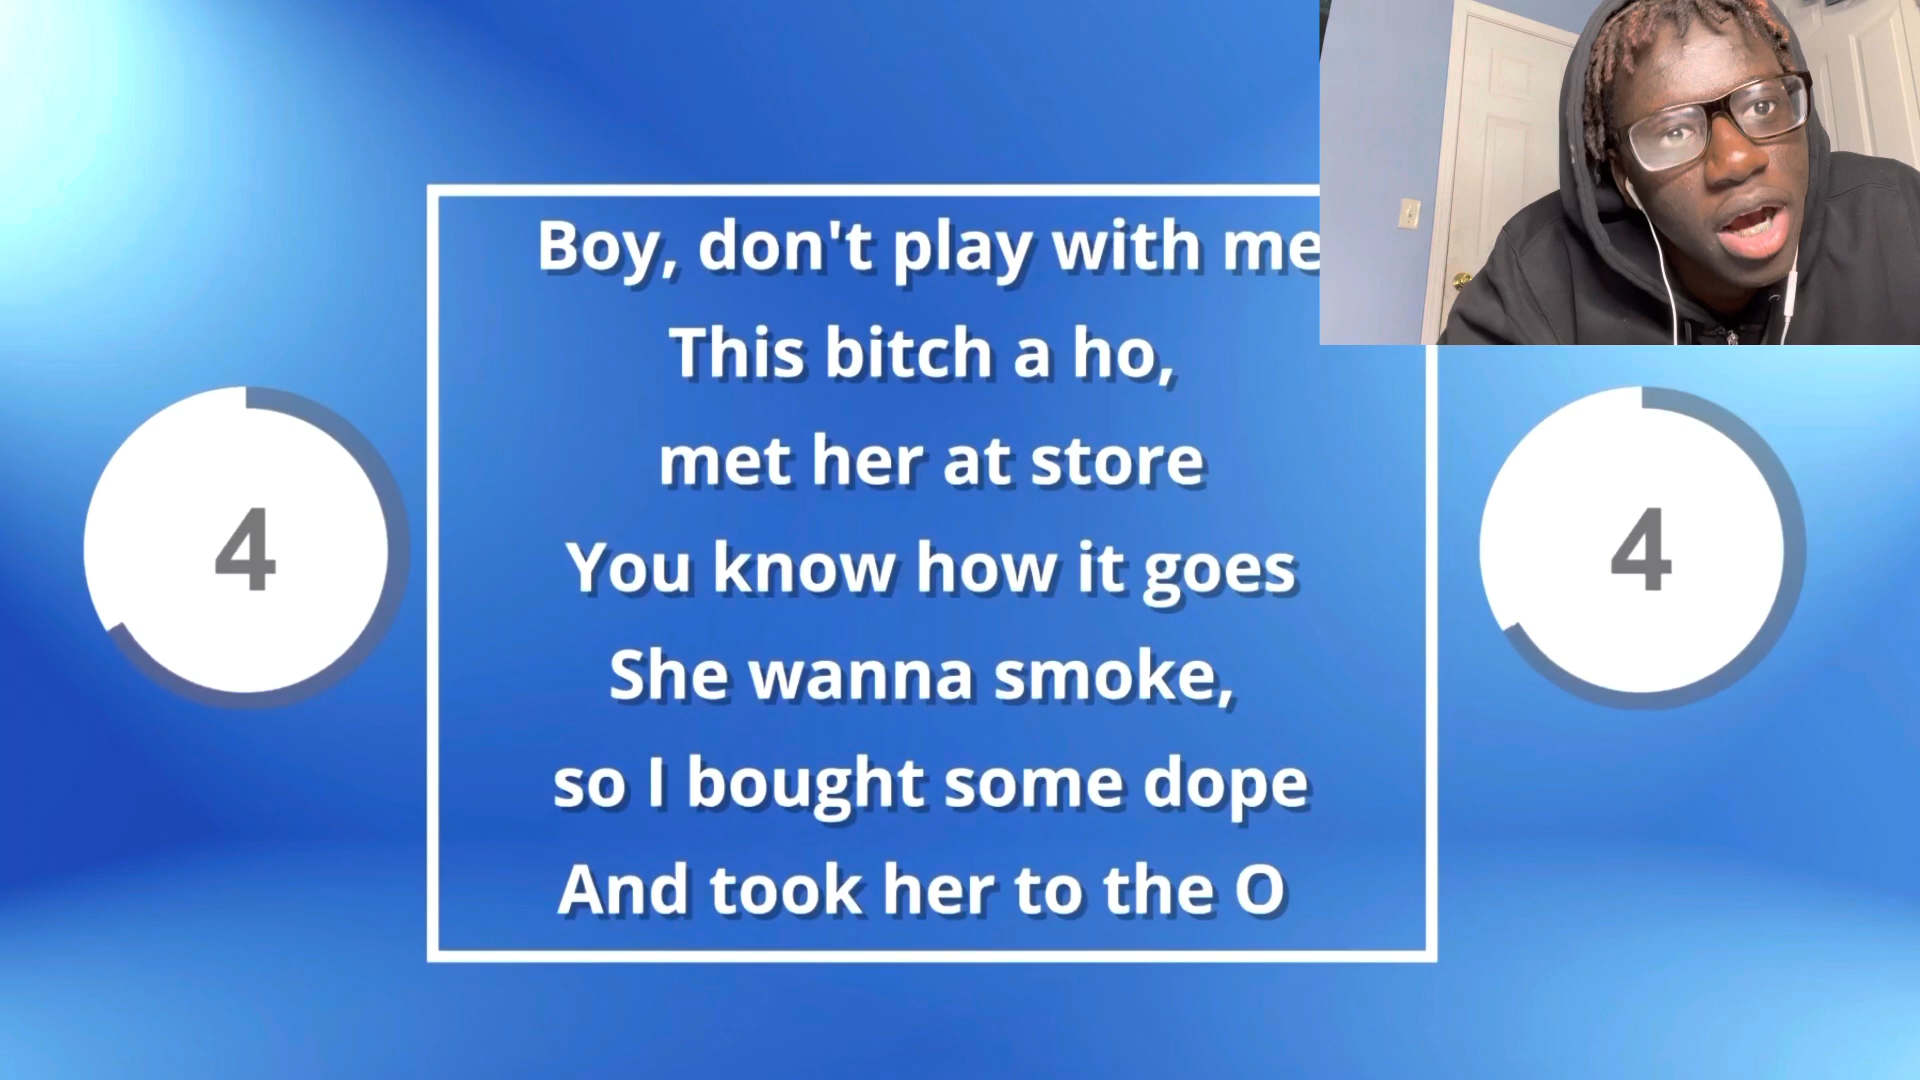 Boy, don't play with me
This bitch a ho,
met her at store
You know how it goes
She wanna smoke,
so I bought some dope
And took her to the O
4
4